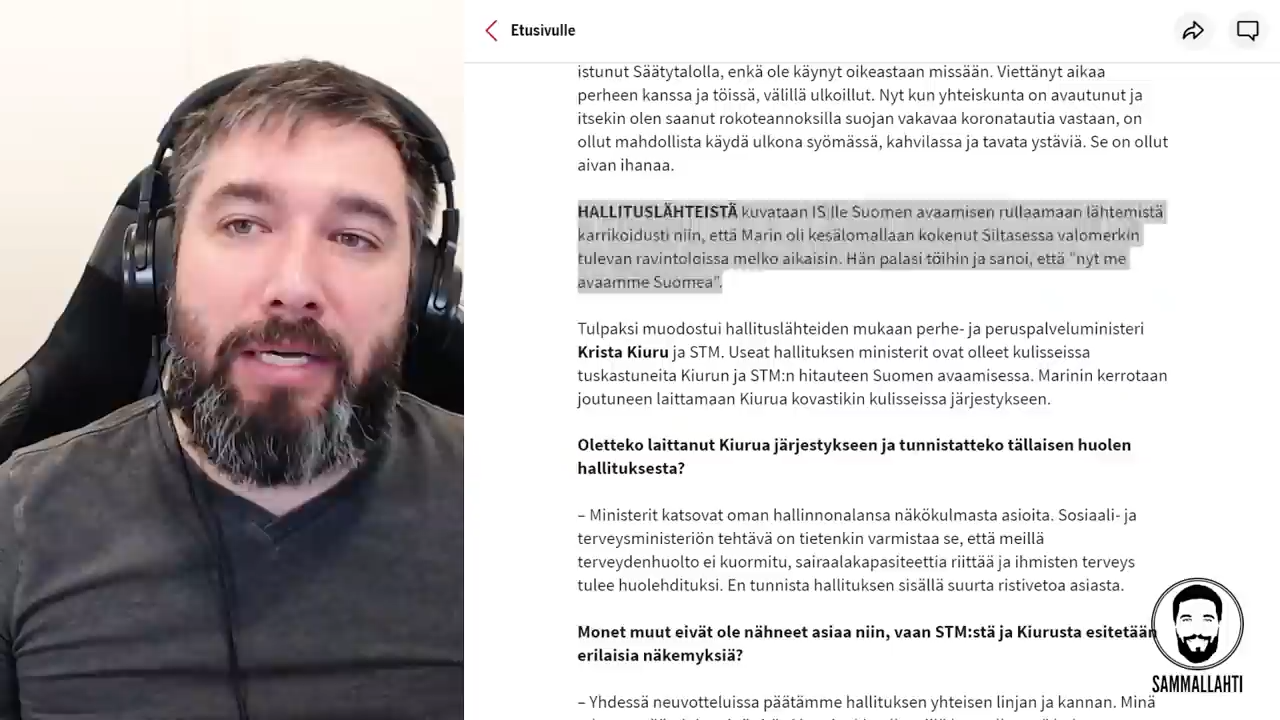 Etusivulle
istunut Säätytalolla, enkä ole käynyt oikeastaan missään. Viettänyt aikaa
perheen kanssa ja töissä, välillä ulkoillut. Nyt kun yhteiskunta on avautunut ja
itsekin olen saanut rokoteannoksilla suojan vakavaa koronatautia vastaan, on
ollut mahdollista käydä ulkona syömässä, kahvilassa ja tavata ystäviä. Se on ollut
aivan ihanaa.
HALLITUSLÄHTEISTÄ kuvataan IS:lle Suomen avaamisen rullaamaan lähtemistä
karrikoidusti niin, että Marin oli kesälomallaan kokenut Siltasessa valomerkin
tulevan ravintoloissa melko aikaisin. Hän palasi töihin ja sanoi, että "nyt me
avaamme Suomea".
Tulpaksi muodostui hallituslähteiden mukaan perhe- ja peruspalveluministeri
Krista Kiuru ja STM. Useat hallituksen ministerit ovat olleet kulisseissa
tuskastuneita Kiurun ja STM:n hitauteen Suomen avaamisessa. Marinin kerrotaan
joutuneen laittamaan Kiurua kovastikin kulisseissa järjestykseen.
Oletteko laittanut Kiurua järjestykseen ja tunnistatteko tällaisen huolen
hallituksesta?
– Ministerit katsovat oman hallinnonalansa näkökulmasta asioita. Sosiaali- ja
terveysministeriön tehtävä on tietenkin varmistaa se, että meillä
terveydenhuolto ei kuormitu, sairaalakapasiteettia riittää ja ihmisten terveys
tulee huolehdituksi. En tunnista hallituksen sisällä suurta ristivetoa asiasta.
Monet muut eivät ole nähneet asiaa niin, vaan STM:stä ja Kiurusta esitetään
erilaisia näkemyksiä?
– Yhdessä neuvotteluissa päätämme hallituksen yhteisen linjan ja kannan. Minä
SAMMALLAHTI